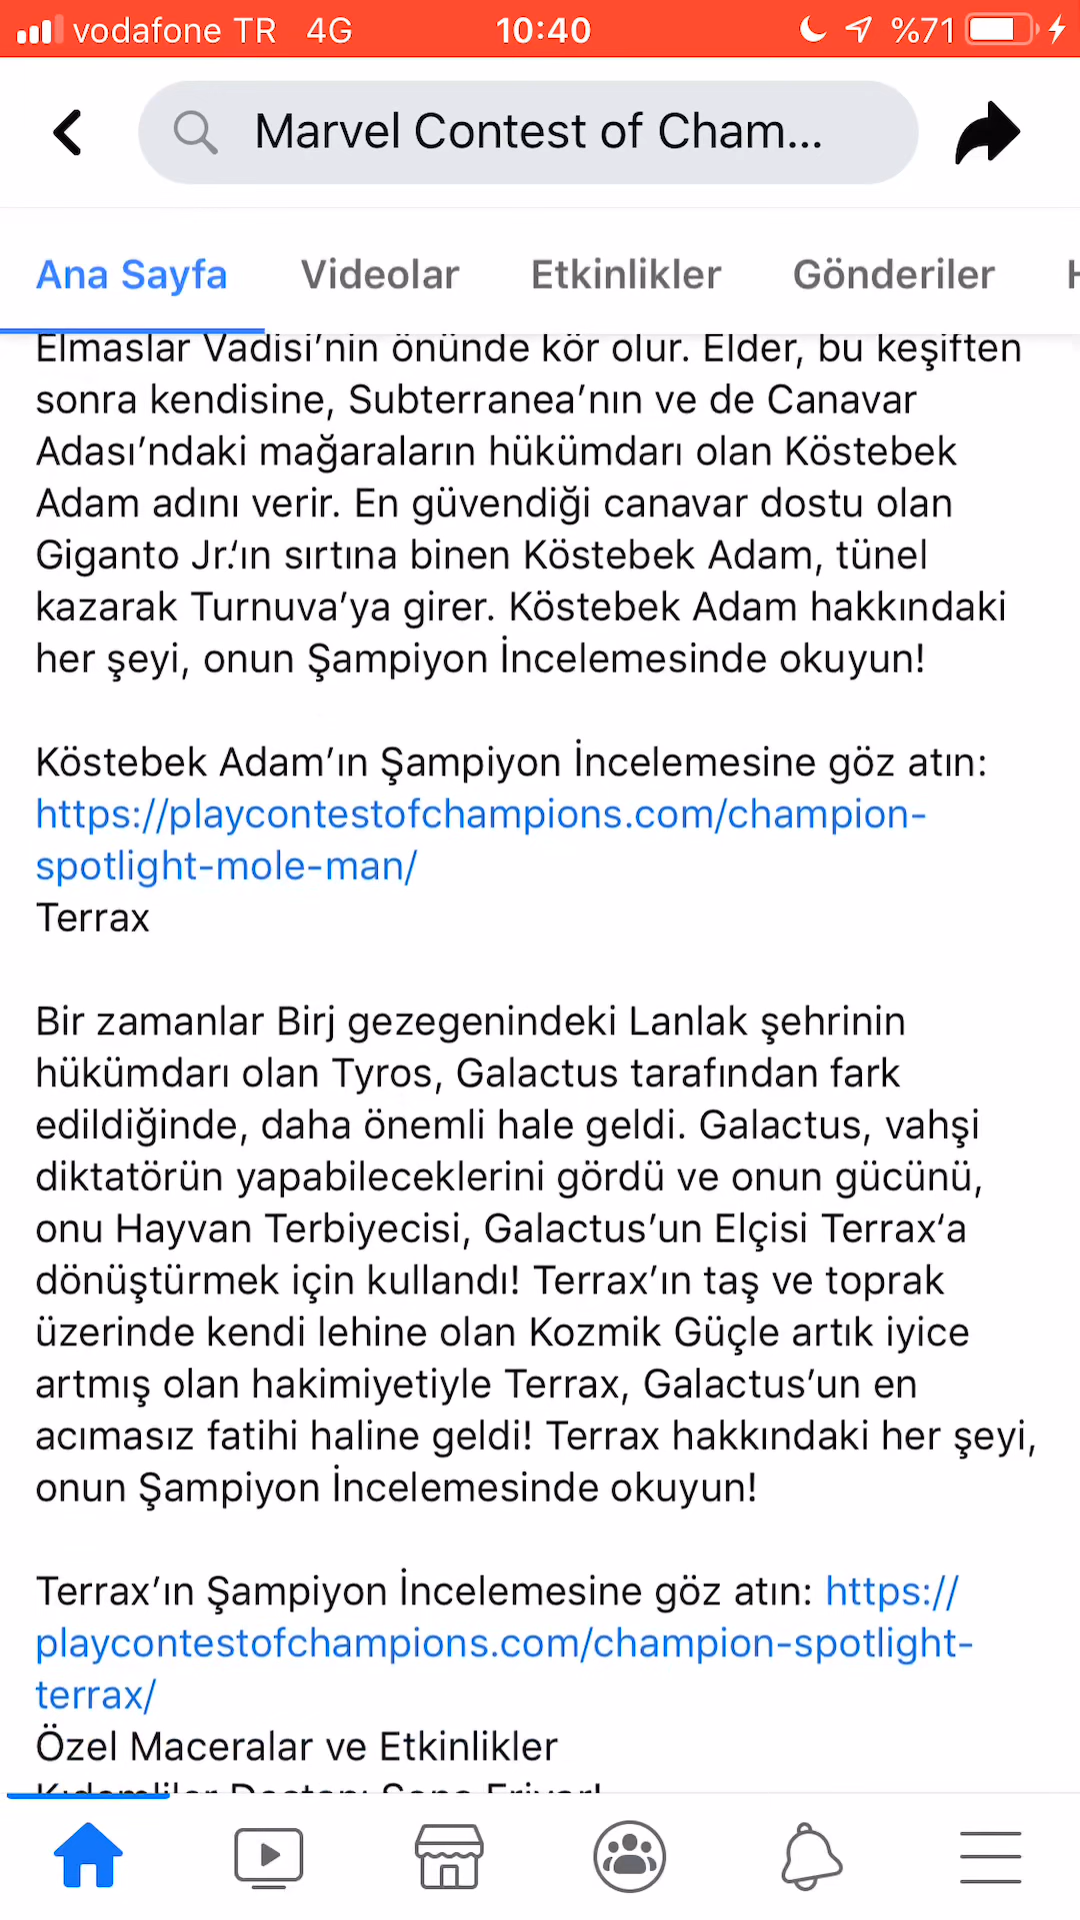 vodafone TR 4G 10:40 %71
Marvel Contest of Cham...
Ana Sayfa Videolar Etkinlikler Gönderiler
Elmaslar Vadisi’nin önünde kör olur. Elder, bu keşiften
sonra kendisine, Subterranea’nın ve de Canavar
Adası’ndaki mağaraların hükümdarı olan Köstebek
Adam adını verir. En güvendiği canavar dostu olan
Giganto Jr.‘ın sırtına binen Köstebek Adam, tünel
kazarak Turnuva’ya girer. Köstebek Adam hakkındaki
her şeyi, onun Şampiyon İncelemesinde okuyun!
Köstebek Adam’ın Şampiyon İncelemesine göz atın:
https://playcontestofchampions.com/champion-
spotlight-mole-man/
Terrax
Bir zamanlar Birj gezegenindeki Lanlak şehrinin
hükümdarı olan Tyros, Galactus tarafından fark
edildiğinde, daha önemli hale geldi. Galactus, vahşi
diktatörün yapabileceklerini gördü ve onun gücünü,
onu Hayvan Terbiyecisi, Galactus’un Elçisi Terrax‘a
dönüştürmek için kullandı! Terrax’ın taş ve toprak
üzerinde kendi lehine olan Kozmik Güçle artık iyice
artmış olan hakimiyetiyle Terrax, Galactus’un en
acımasız fatihi haline geldi! Terrax hakkındaki her şeyi,
onun Şampiyon İncelemesinde okuyun!
Terrax’ın Şampiyon İncelemesine göz atın: https://
playcontestofchampions.com/champion-spotlight-
terrax/
Özel Maceralar ve Etkinlikler